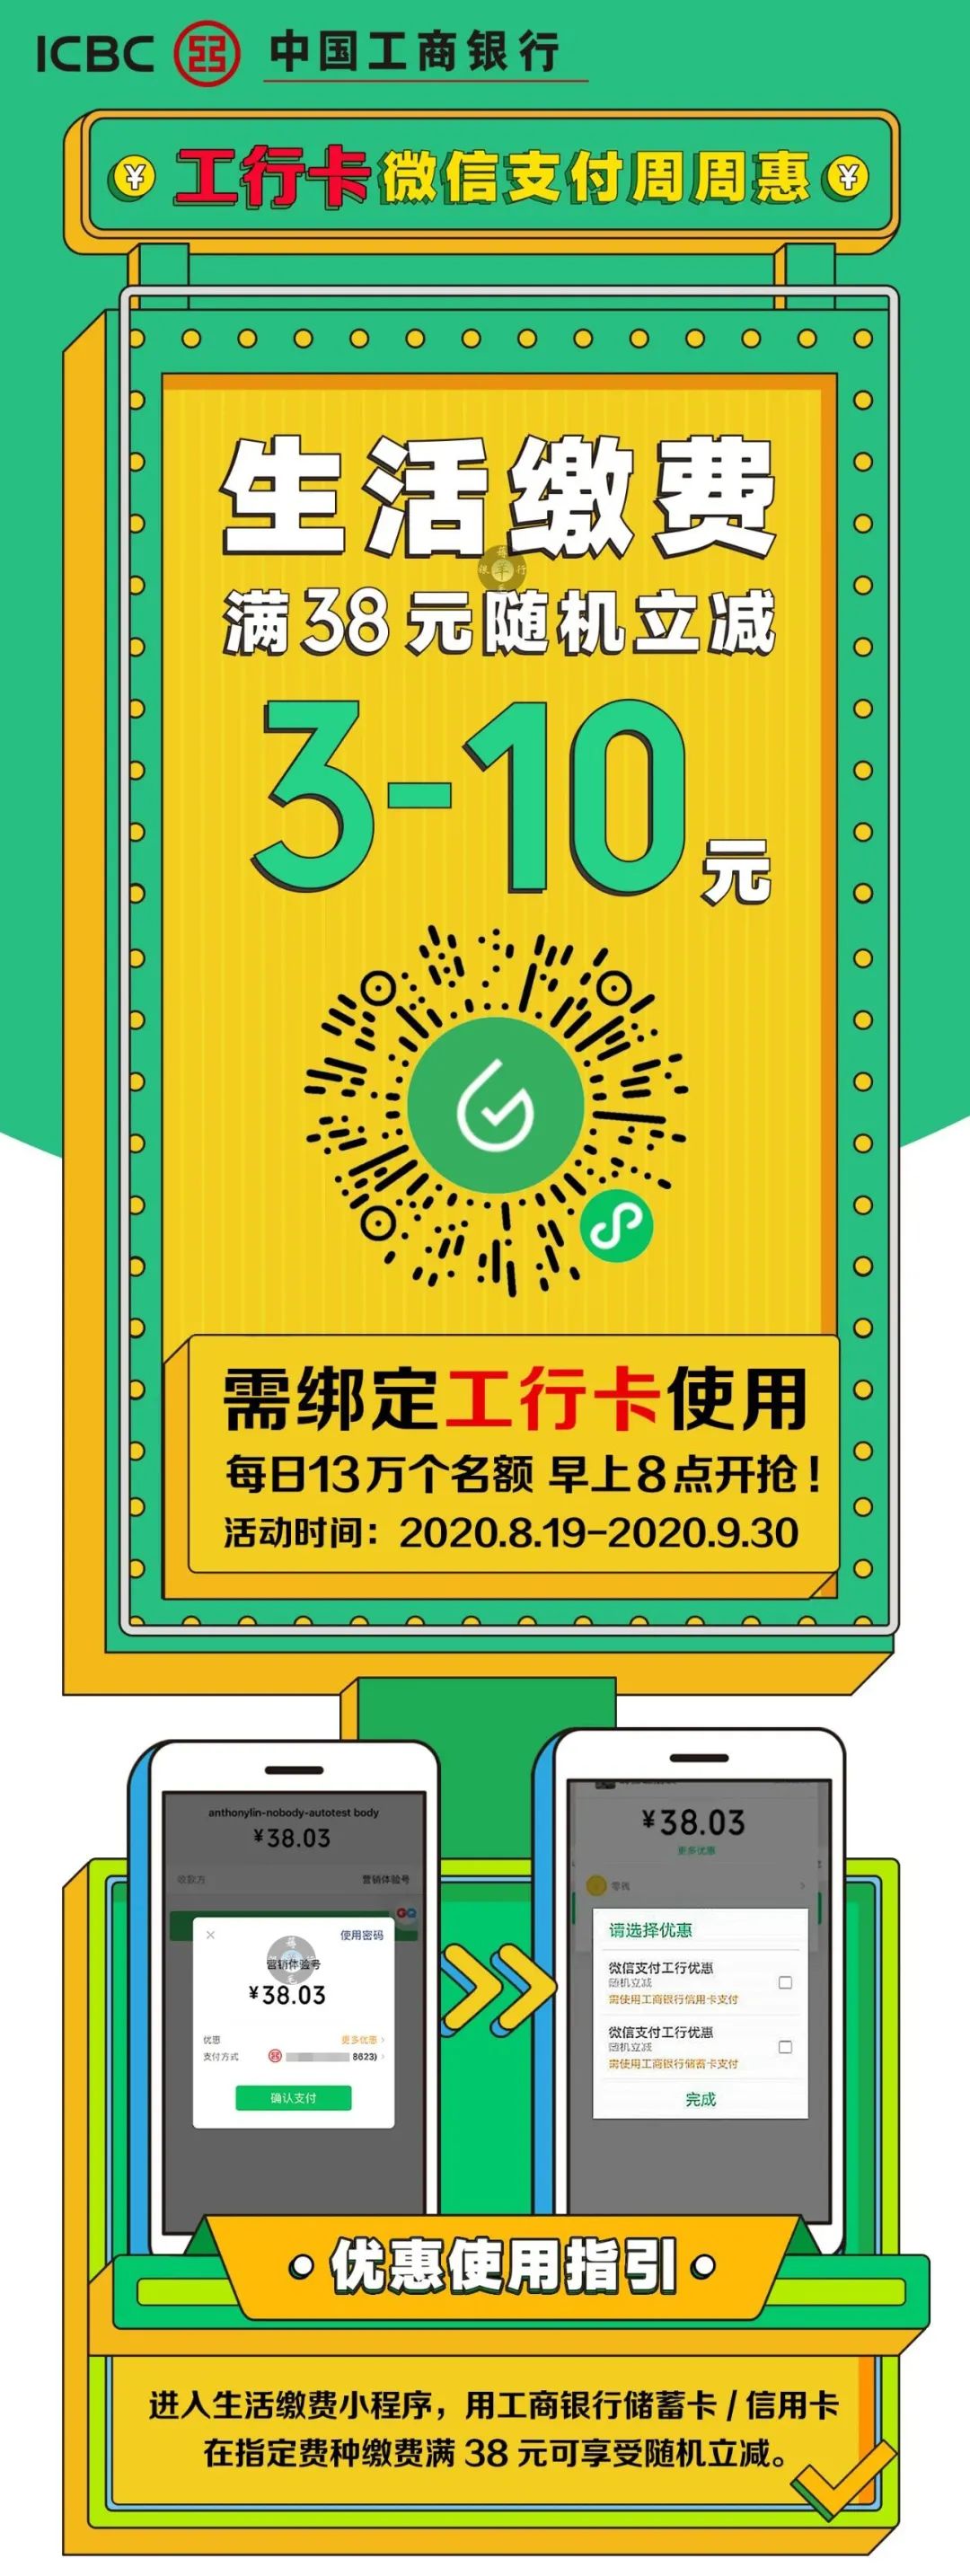 ICBC 中国工商银行
¥ 工行卡微信支付周周惠 ¥
生活缴费
满38元随机立减
3-10元
需绑定工行卡使用
每日13万个名额 早上8点开抢！
活动时间：2020.8.19-2020.9.30
anthonylin-nobody-autotest body
¥38.03
收款方 营销体验号
× 使用密码
营销体验号
¥38.03
优惠 更多优惠 >
支付方式 8623) >
确认支付
¥38.03
更多优惠
零钱 >
请选择优惠
微信支付工行优惠
随机立减
需使用工商银行信用卡支付
微信支付工行优惠
随机立减
需使用工商银行储蓄卡支付
完成
优惠使用指引
进入生活缴费小程序，用工商银行储蓄卡/信用卡
在指定费种缴费满 38 元可享受随机立减。